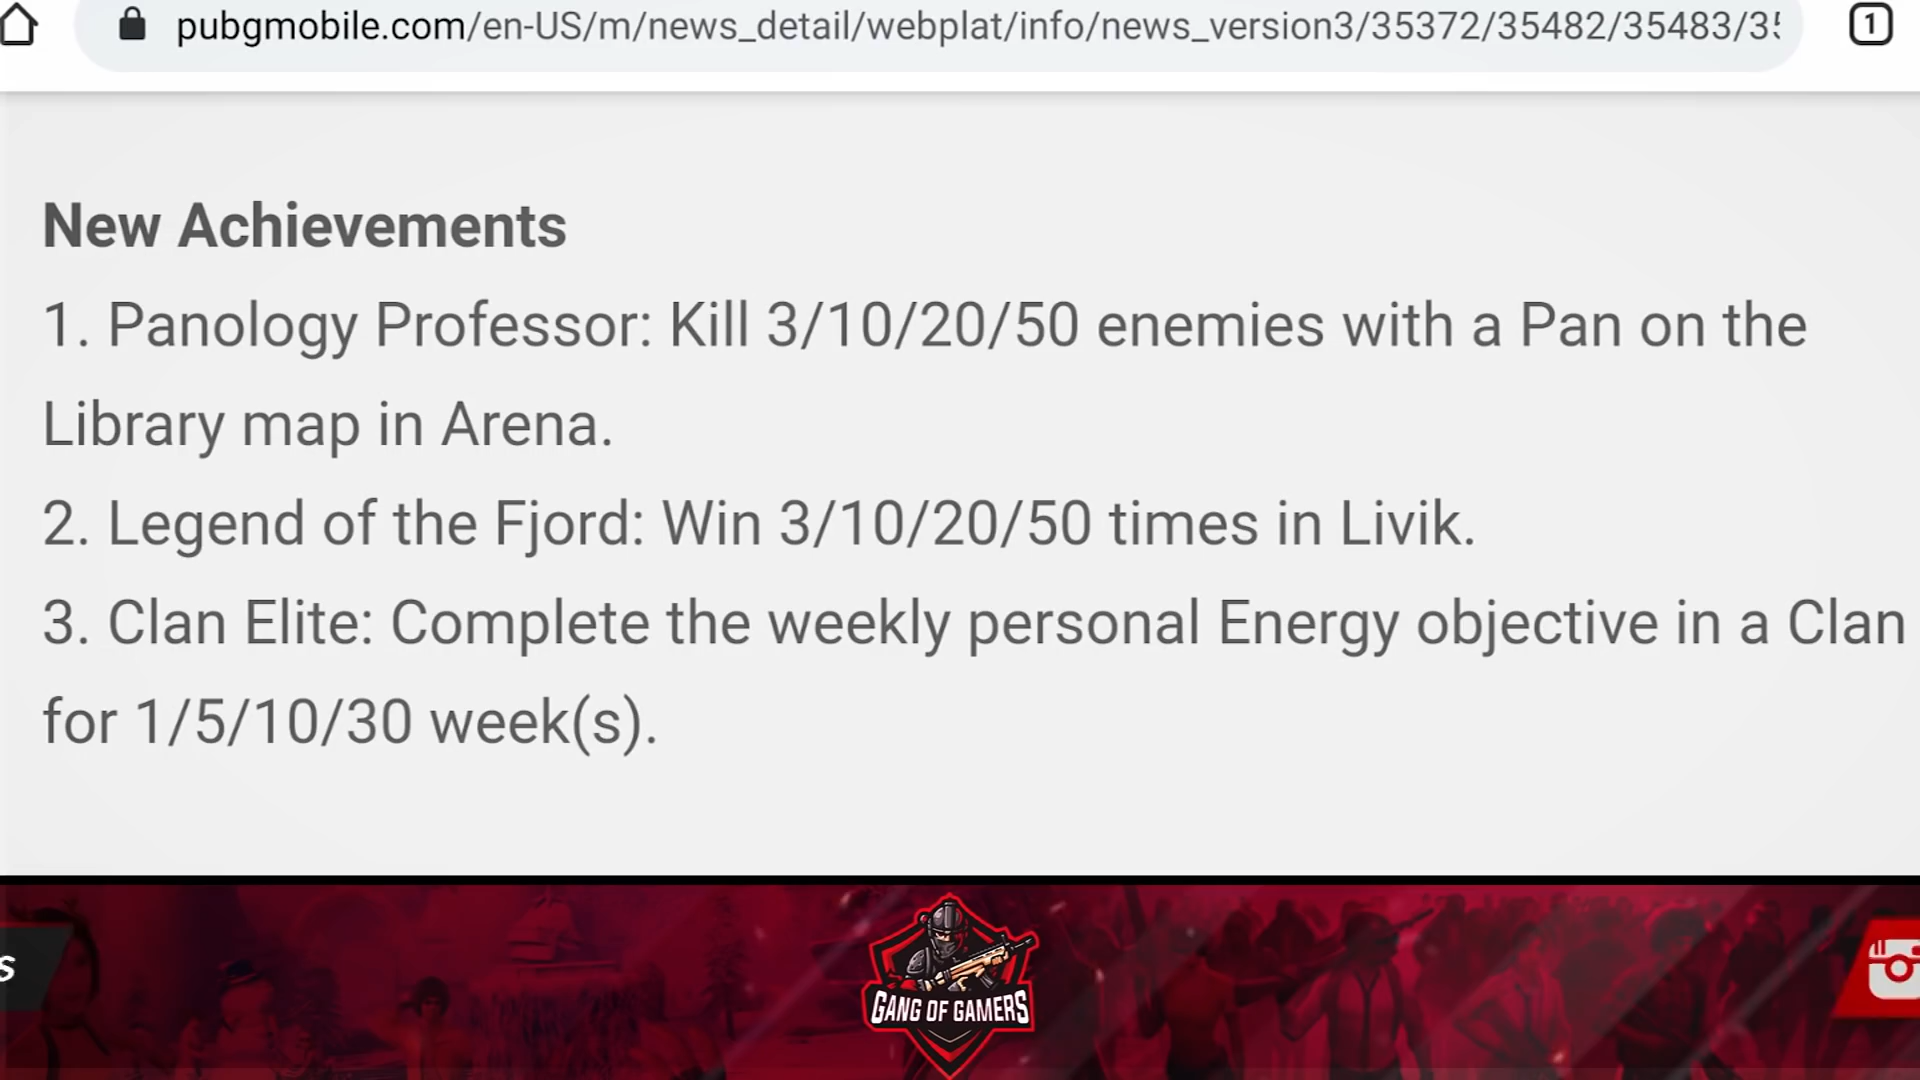 pubgmobile.com/en-US/m/news_detail/webplat/info/news_version3/35372/35482/35483/35
1
New Achievements
1. Panology Professor: Kill 3/10/20/50 enemies with a Pan on the
Library map in Arena.
2. Legend of the Fjord: Win 3/10/20/50 times in Livik.
3. Clan Elite: Complete the weekly personal Energy objective in a Clan
for 1/5/10/30 week(s).
S
GANG OF GAMERS